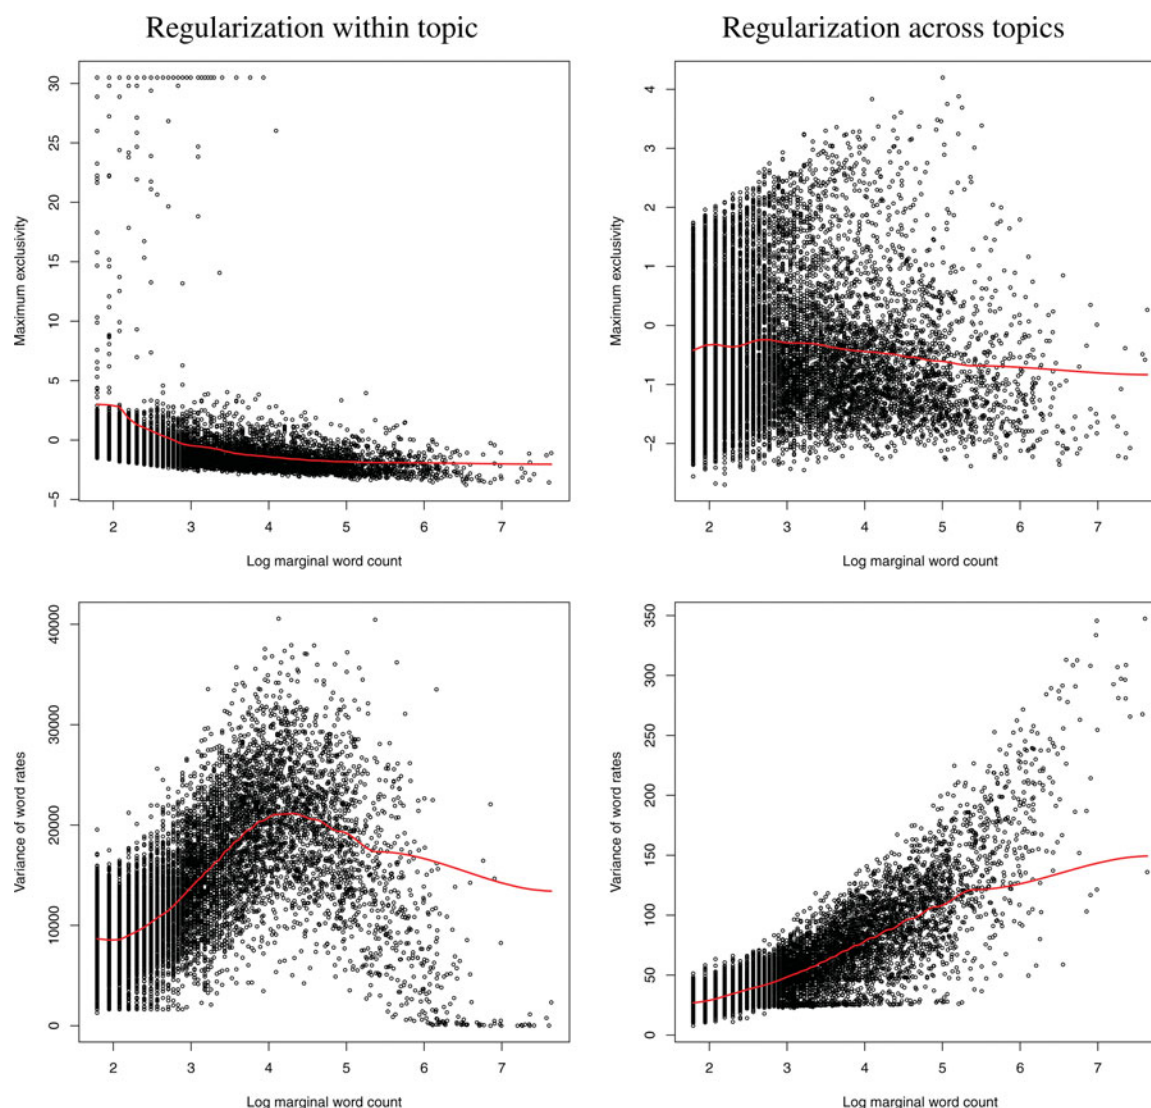 Regularization within topic
Regularization across topics
Maximum exclusivity
30
25
20
15
10
5
0
−5
2 3 4 5 6 7
Log marginal word count
Maximum exclusivity
4
3
2
1
0
−1
−2
2 3 4 5 6 7
Log marginal word count
Variance of word rates
40000
30000
20000
10000
0
2 3 4 5 6 7
Log marginal word count
Variance of word rates
350
300
250
200
150
100
50
0
2 3 4 5 6 7
Log marginal word count